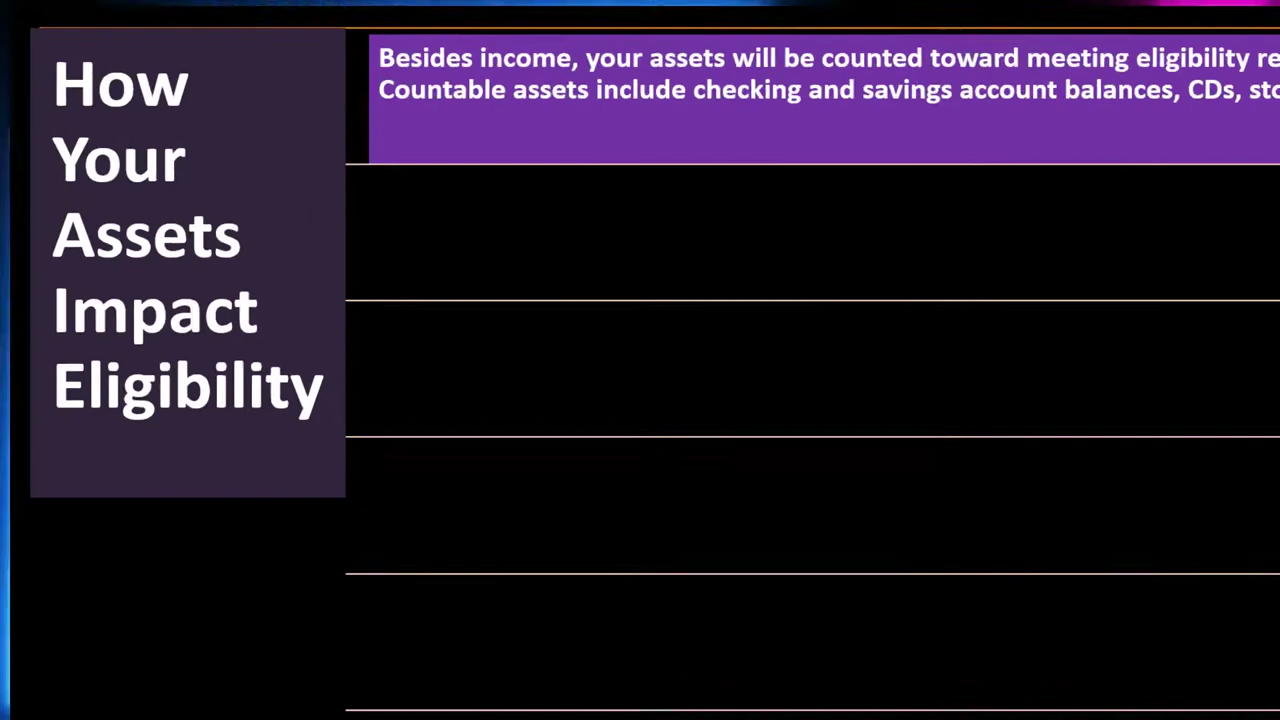 How
Your
Assets
Impact
Eligibility
Besides income, your assets will be counted toward meeting eligibility
Countable assets include checking and savings account balances, CDs,